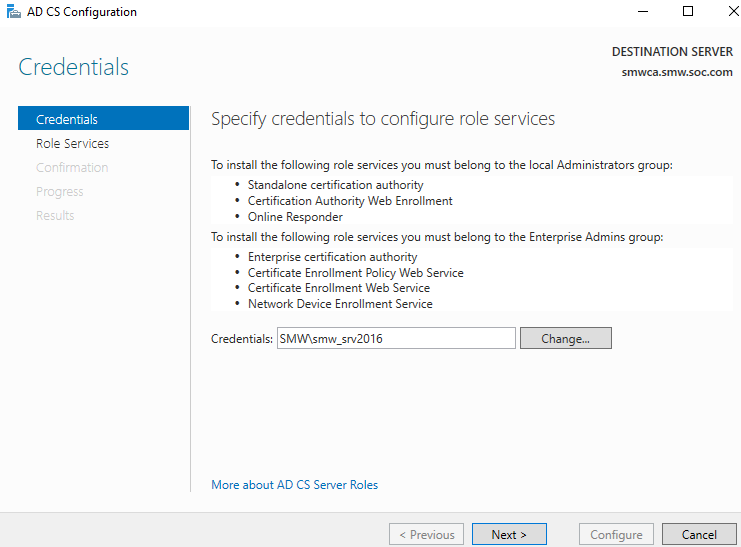 AD CS Configuration
Credentials
DESTINATION SERVER
smwca.smw.soc.com
Credentials
Role Services
Confirmation
Progress
Results
Specify credentials to configure role services
To install the following role services you must belong to the local Administrators group:
• Standalone certification authority
• Certification Authority Web Enrollment
• Online Responder
To install the following role services you must belong to the Enterprise Admins group:
• Enterprise certification authority
• Certificate Enrollment Policy Web Service
• Certificate Enrollment Web Service
• Network Device Enrollment Service
Credentials: SMW\smw_srv2016 Change...
More about AD CS Server Roles
< Previous Next > Configure Cancel